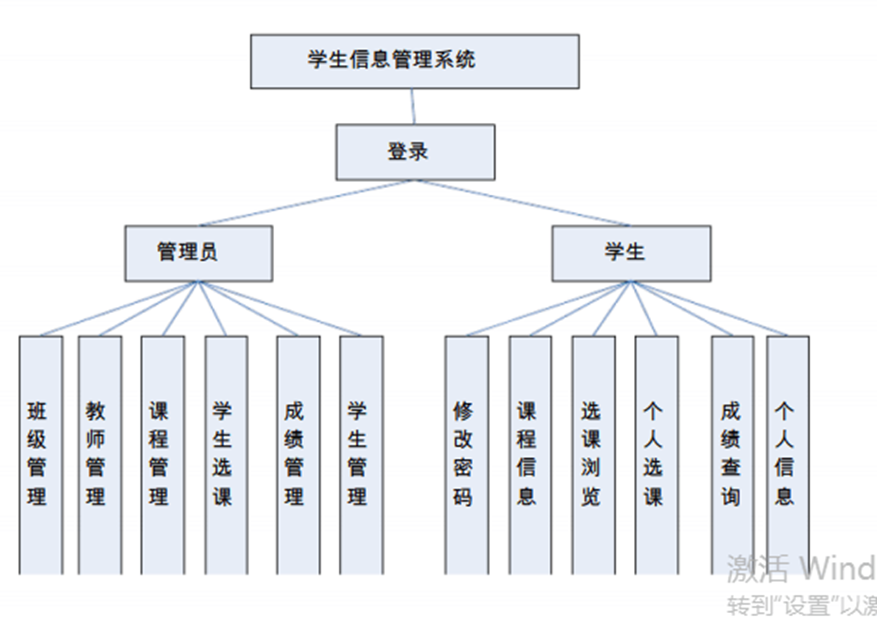 学生信息管理系统
登录
管理员
学生
班级管理
教师管理
课程管理
学生选课
成绩管理
学生管理
修改密码
课程信息
选课浏览
个人选课
成绩查询
个人信息
激活 Wind
转到"设置"以激